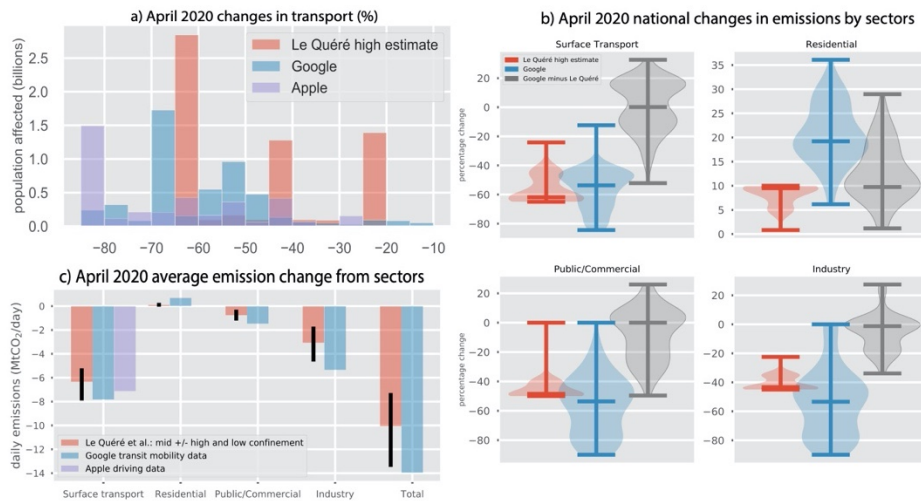 a) April 2020 changes in transport (%)
population affected (billions)
2.5
2.0
1.5
1.0
0.5
0.0
Le Quéré high estimate
Google
Apple
−80 −70 −60 −50 −40 −30 −20 −10
c) April 2020 average emission change from sectors
daily emissions (MtCO₂/day)
0
−2
−4
−6
−8
−10
−12
−14
Le Quéré et al.: mid +/- high and low confinement
Google transit mobility data
Apple driving data
Surface transport Residential Public/Commercial Industry Total
b) April 2020 national changes in emissions by sectors
Surface Transport
Le Quéré high estimate
Google
Google minus Le Quéré
percentage change
20
0
−20
−40
−60
−80
Residential
35
30
25
20
15
10
5
0
Public/Commercial
percentage change
20
0
−20
−40
−60
−80
Industry
20
0
−20
−40
−60
−80